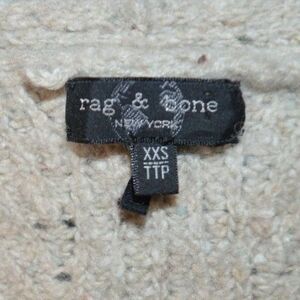 rag & bone
NEW YORK
XXS
TTP